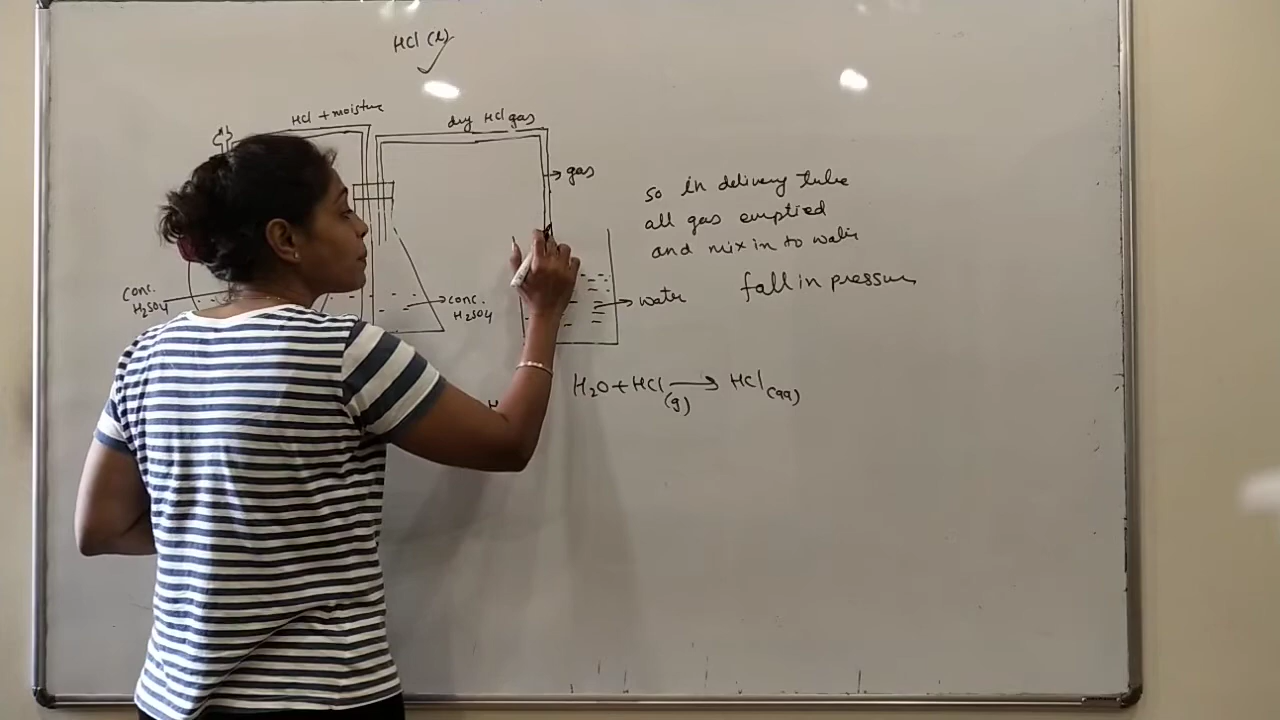 HCl (l)
HCl + moisture
dry HCl gas
gas
so in delivery tube
all gas emptied
and mix in to water
fall in pressure
conc.
H₂SO₄
conc.
H₂SO₄
water
H₂O + HCl (g) → HCl (aq)